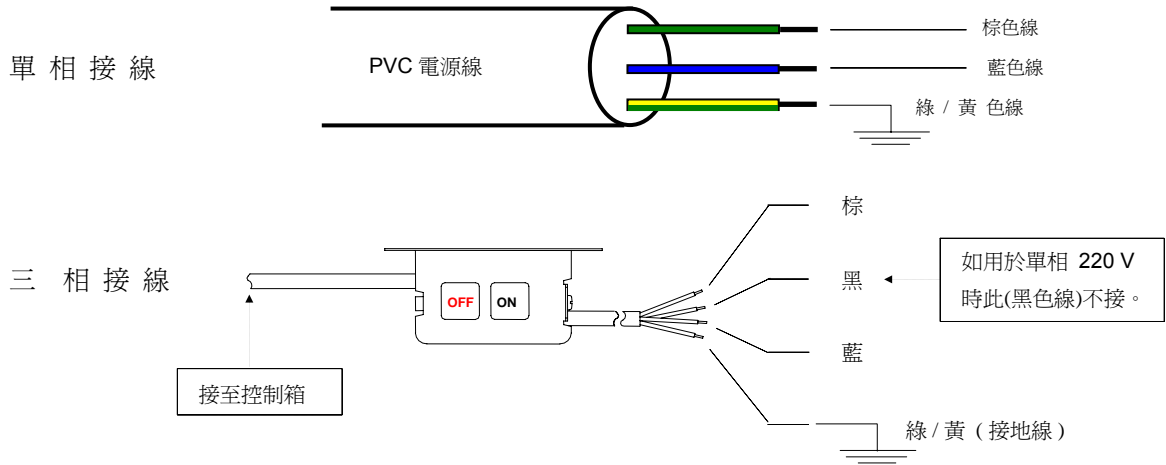 單 相 接 線
PVC 電源線
棕色線
藍色線
綠 / 黃 色線
三 相 接 線
OFF
ON
棕
黑
如用於單相 220 V
時此(黑色線)不接。
藍
接至控制箱
綠 / 黃 ( 接地線 )